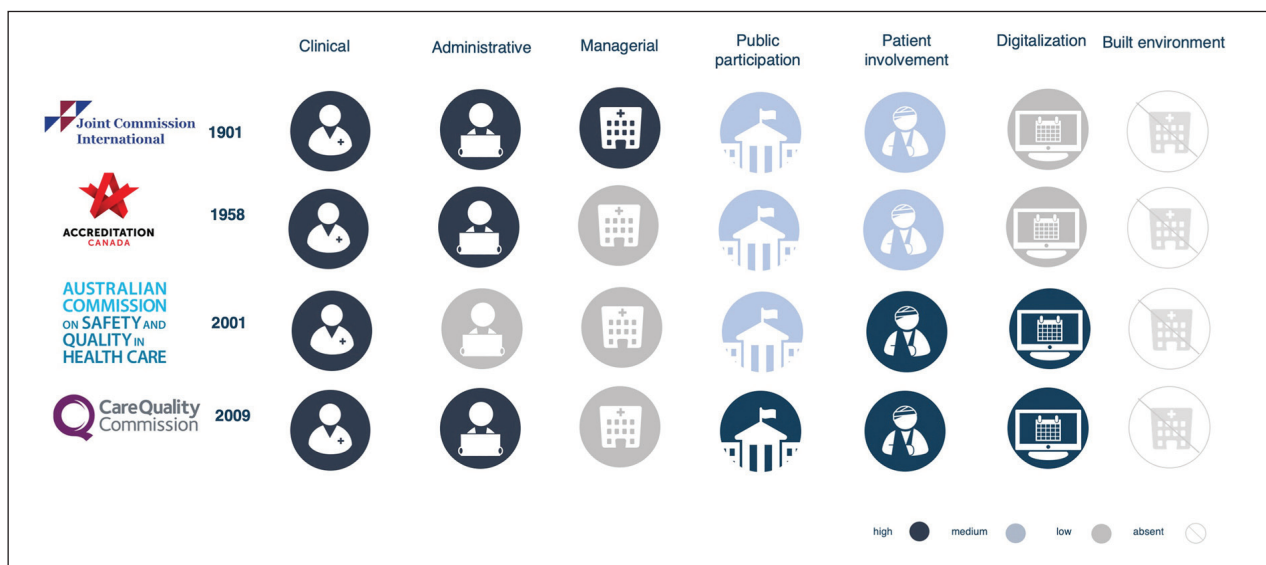 Clinical
Administrative
Managerial
Public
participation
Patient
involvement
Digitalization
Built environment
Joint Commission
International
1901
ACCREDITATION
CANADA
1958
AUSTRALIAN
COMMISSION
ON SAFETY AND
QUALITY IN
HEALTH CARE
2001
CareQuality
Commission
2009
high
medium
low
absent